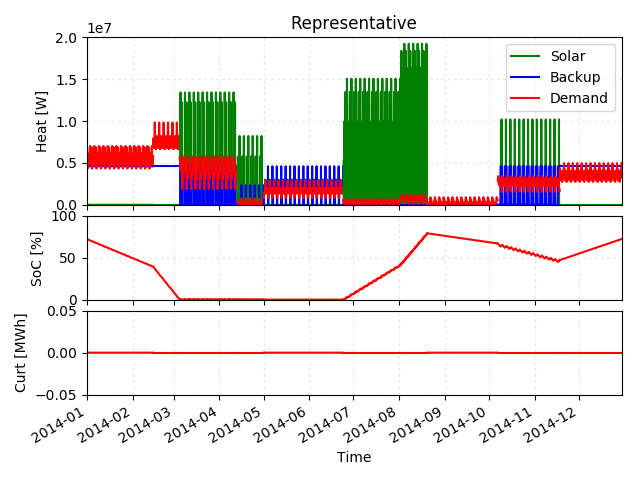 Representative
1e7
2.0
1.5
1.0
0.5
0.0
Heat [W]
Solar
Backup
Demand
100
50
0
SoC [%]
0.05
0.00
−0.05
Curt [MWh]
2014-01
2014-02
2014-03
2014-04
2014-05
2014-06
2014-07
2014-08
2014-09
2014-10
2014-11
2014-12
Time